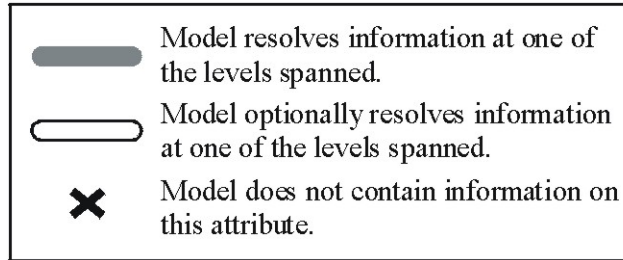 Model resolves information at one of
the levels spanned.
Model optionally resolves information
at one of the levels spanned.
Model does not contain information on
this attribute.